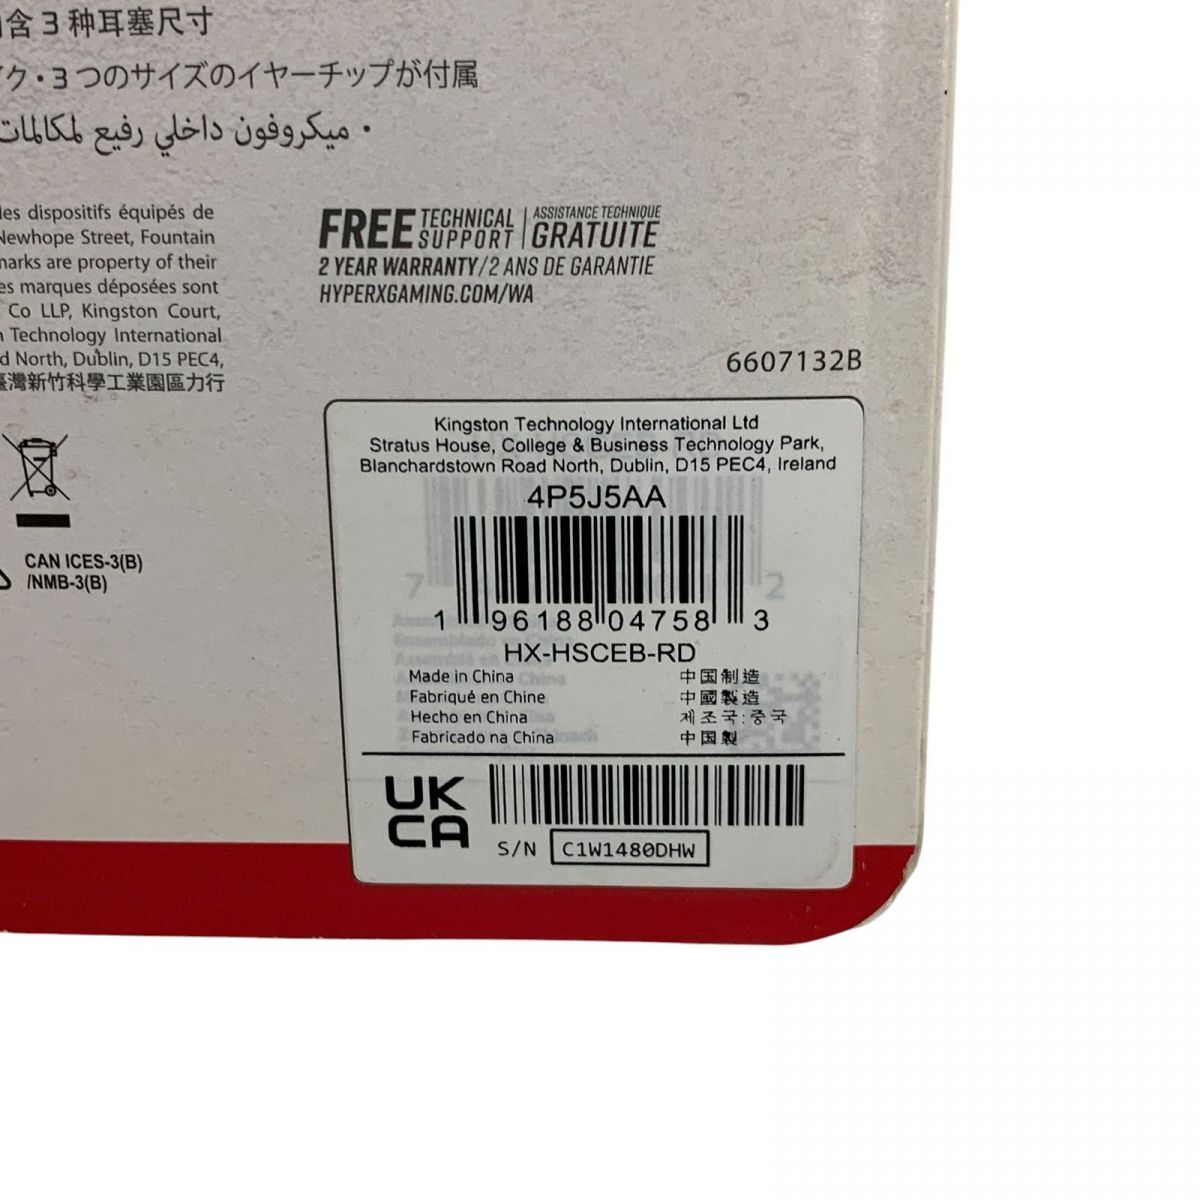 含 3 种耳塞尺寸
イク・3 つのサイズのイヤーチップが付属
• ميكروفون داخلي رفيع لمكالمات
les dispositifs équipés de
Newhope Street, Fountain
marks are property of their
es marques déposées sont
Co LLP, Kingston Court,
n Technology International
d North, Dublin, D15 PEC4,
臺灣新竹科學工業園區力行
FREE TECHNICAL SUPPORT | ASSISTANCE TECHNIQUE GRATUITE
2 YEAR WARRANTY/2 ANS DE GARANTIE
HYPERXGAMING.COM/WA
6607132B
CAN ICES-3(B)
/NMB-3(B)
Kingston Technology International Ltd
Stratus House, College & Business Technology Park,
Blanchardstown Road North, Dublin, D15 PEC4, Ireland
4P5J5AA
1 96188 04758 3
HX-HSCEB-RD
Made in China 中国制造
Fabriqué en Chine 中國製造
Hecho en China 제조국: 중국
Fabricado na China 中国製
UK
CA
S/N C1W1480DHW